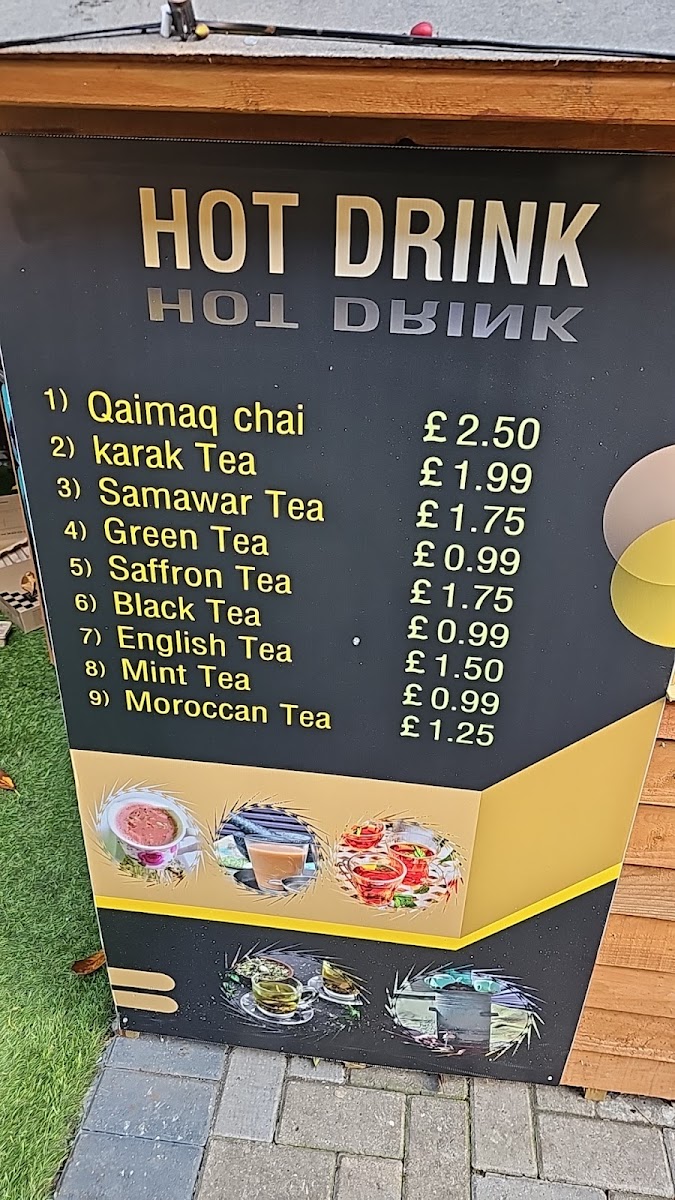 HOT DRINK
HOT DRINK
1) Qaimaq chai £ 2.50
2) karak Tea £ 1.99
3) Samawar Tea £ 1.75
4) Green Tea £ 0.99
5) Saffron Tea £ 1.75
6) Black Tea £ 0.99
7) English Tea £ 1.50
8) Mint Tea £ 0.99
9) Moroccan Tea £ 1.25